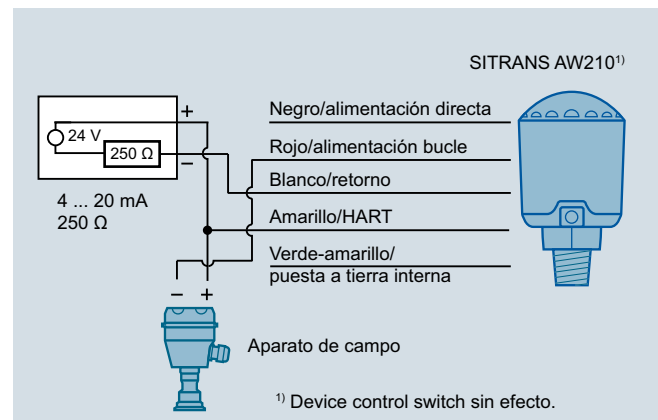 SITRANS AW210¹⁾
+
24 V
250 Ω
−
4 ... 20 mA
250 Ω
Negro/alimentación directa
Rojo/alimentación bucle
Blanco/retorno
Amarillo/HART
Verde-amarillo/
puesta a tierra interna
− +
Aparato de campo
¹⁾ Device control switch sin efecto.